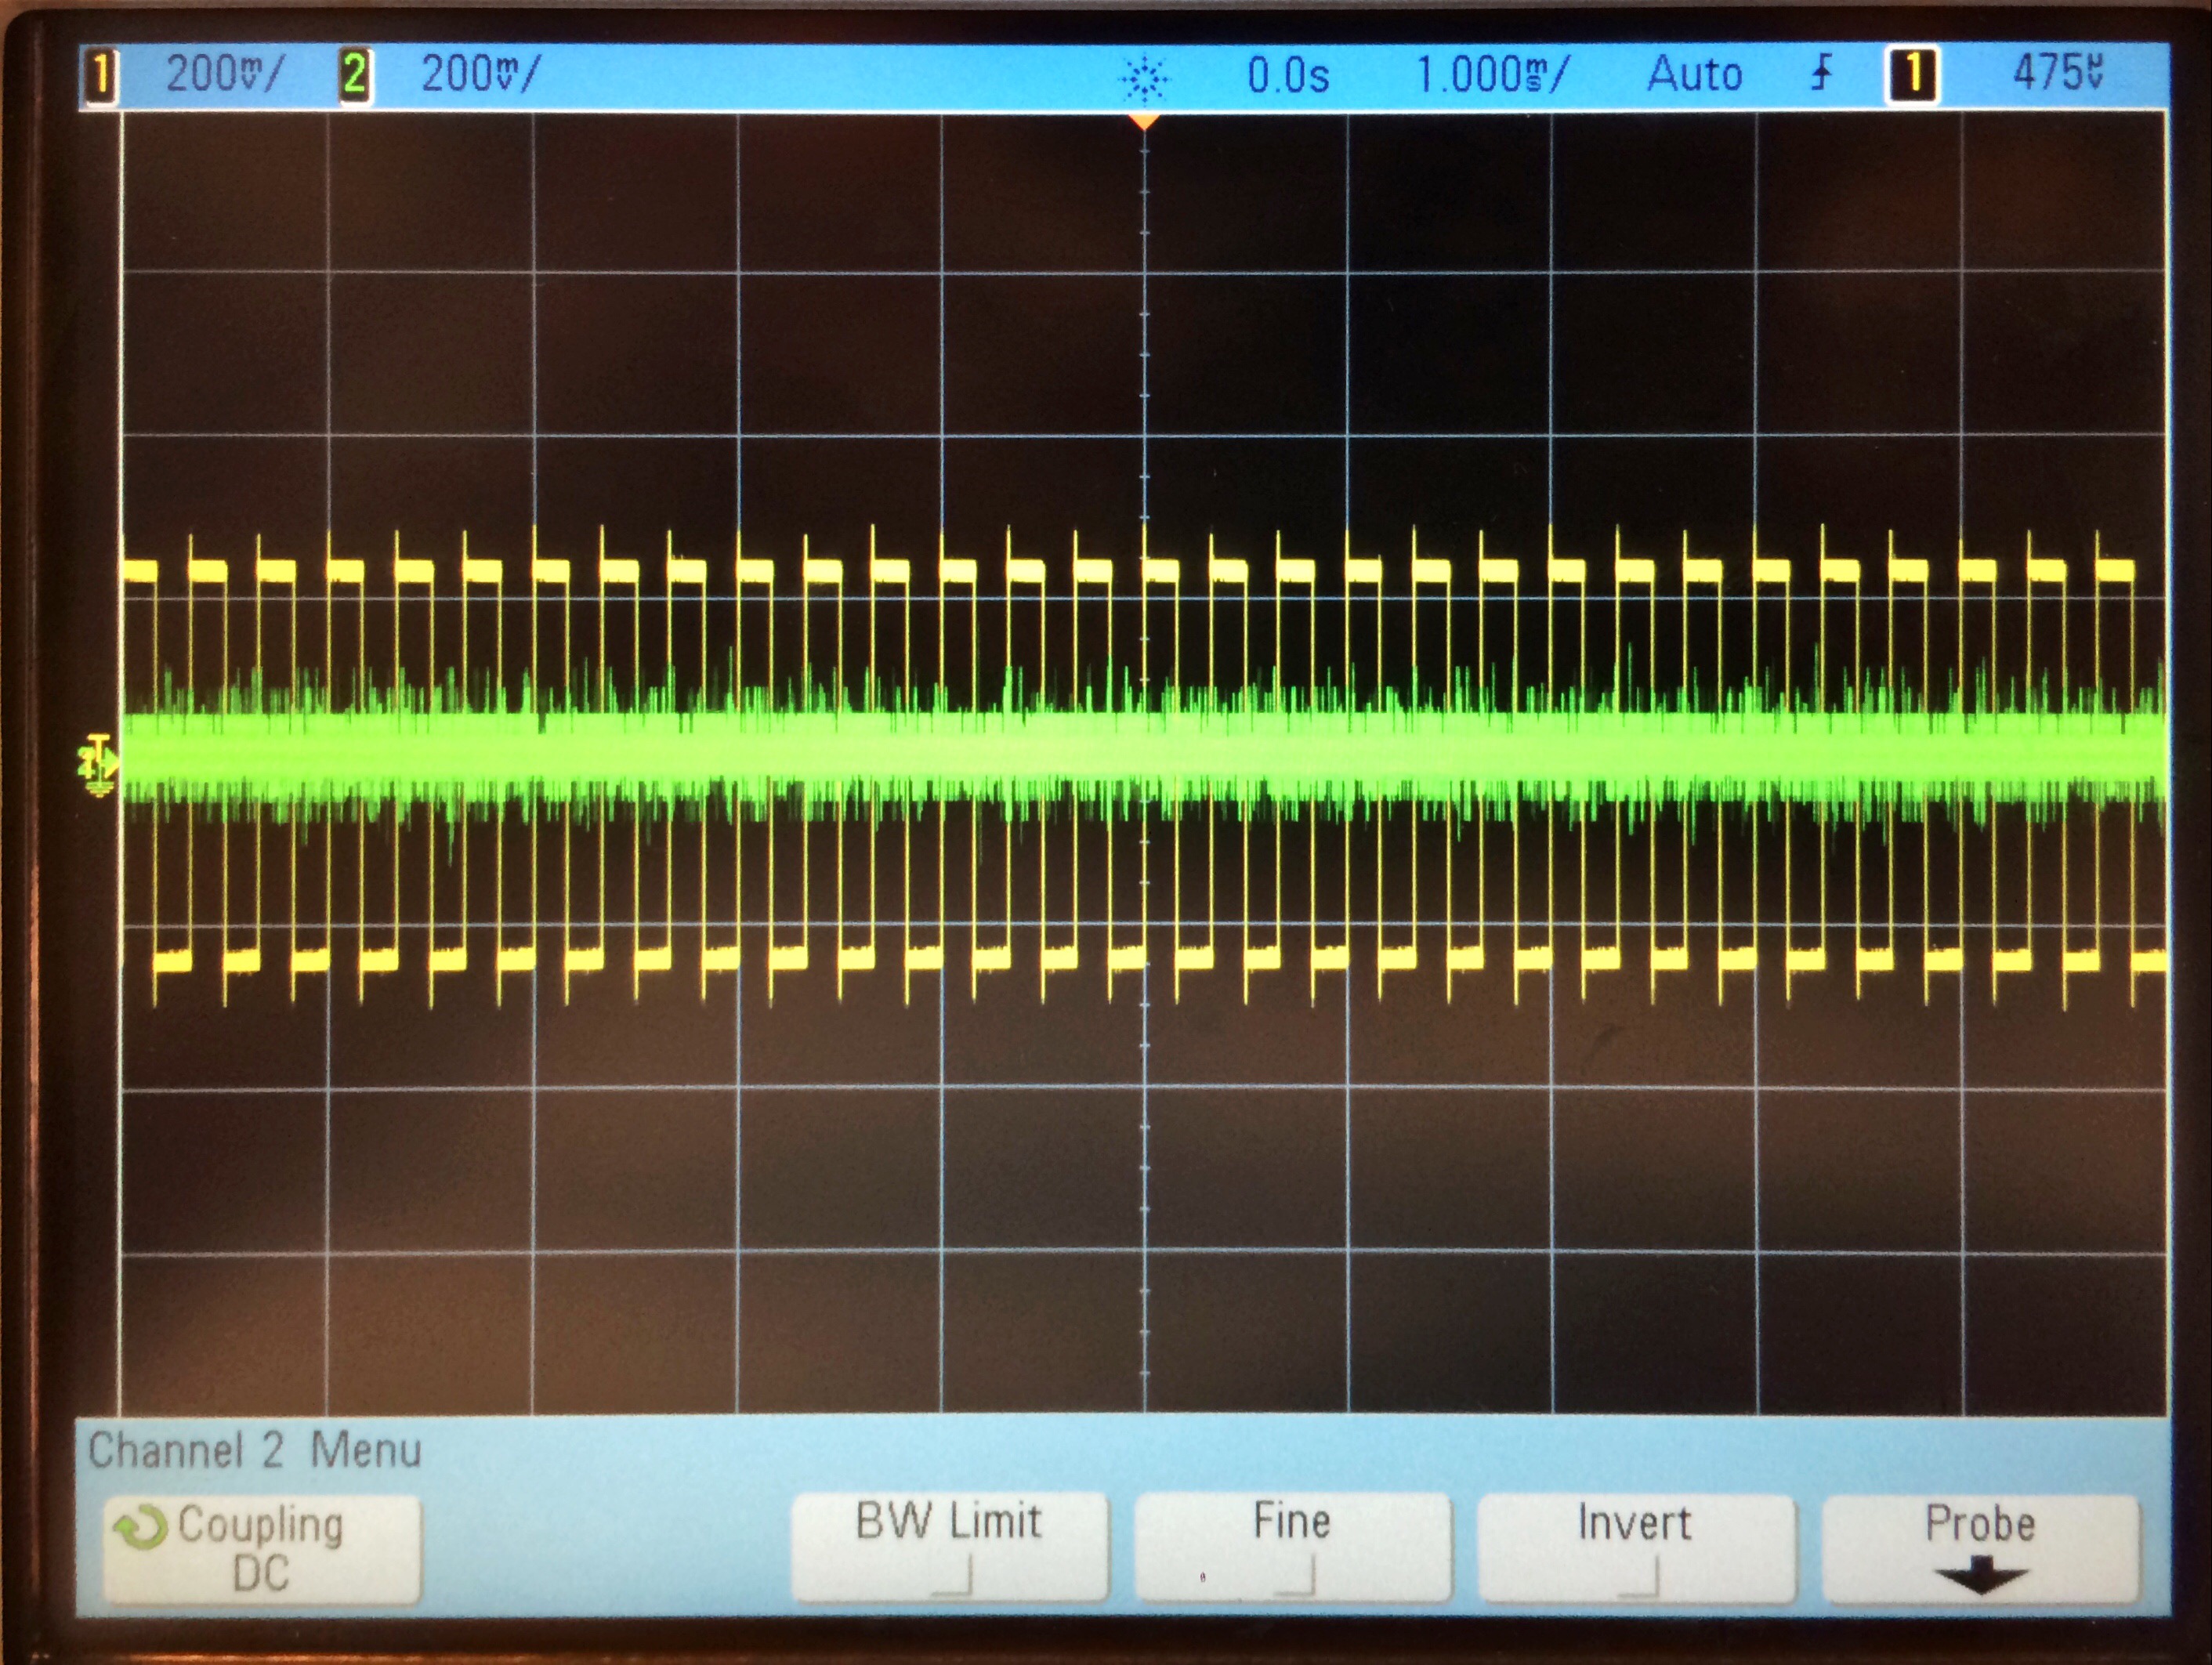 1 200mV/ 2 200mV/ 0.0s 1.000ms/ Auto 1 475µV
T
Channel 2 Menu
Coupling BW Limit Fine Invert Probe
DC